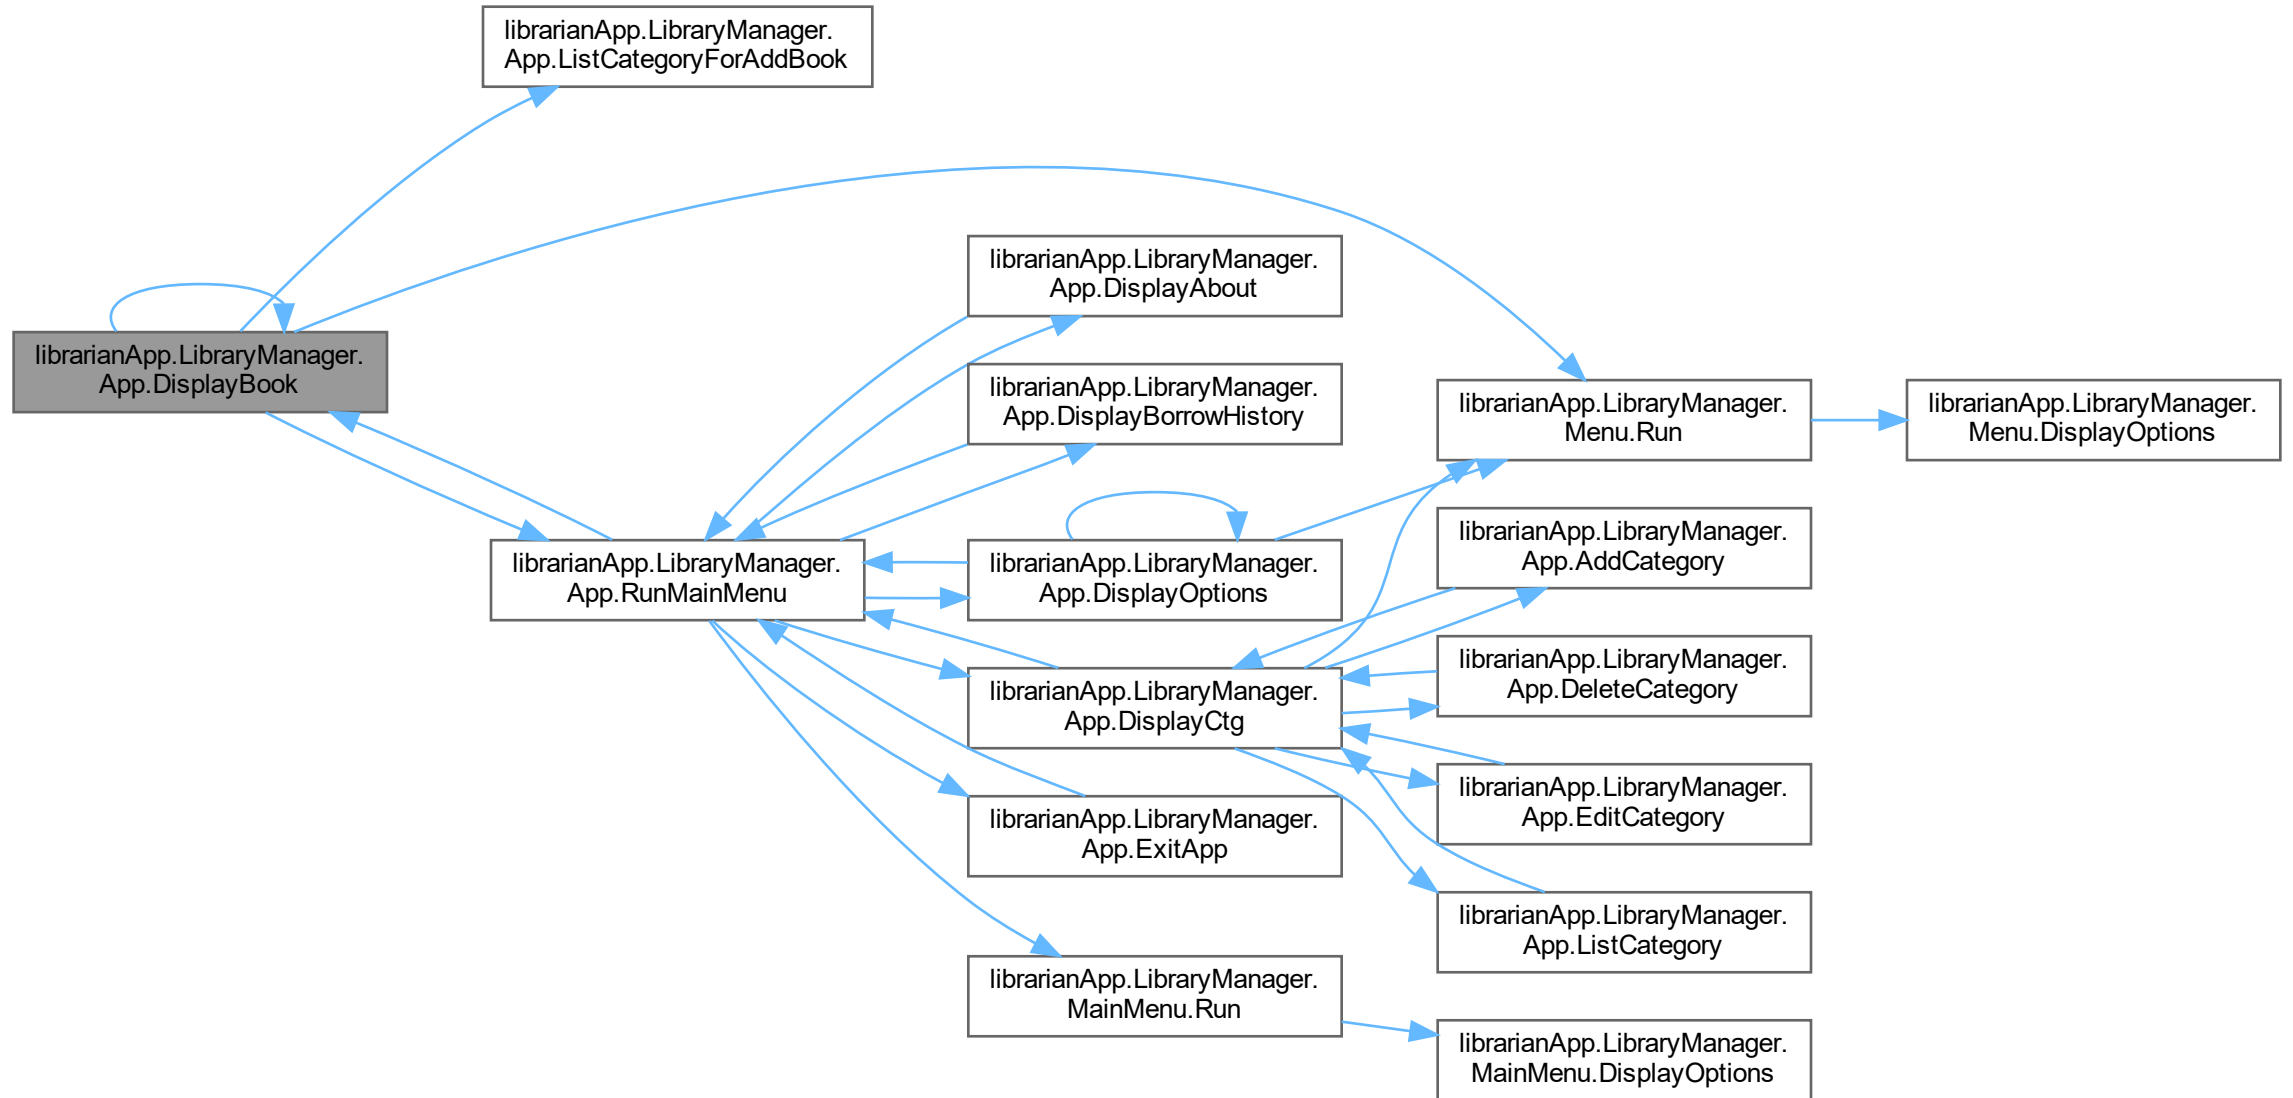 librarianApp.LibraryManager.
App.ListCategoryForAddBook
librarianApp.LibraryManager.
App.DisplayBook
librarianApp.LibraryManager.
App.RunMainMenu
librarianApp.LibraryManager.
App.DisplayAbout
librarianApp.LibraryManager.
App.DisplayBorrowHistory
librarianApp.LibraryManager.
App.DisplayOptions
librarianApp.LibraryManager.
App.DisplayCtg
librarianApp.LibraryManager.
App.ExitApp
librarianApp.LibraryManager.
MainMenu.Run
librarianApp.LibraryManager.
Menu.Run
librarianApp.LibraryManager.
App.AddCategory
librarianApp.LibraryManager.
App.DeleteCategory
librarianApp.LibraryManager.
App.EditCategory
librarianApp.LibraryManager.
App.ListCategory
librarianApp.LibraryManager.
MainMenu.DisplayOptions
librarianApp.LibraryManager.
Menu.DisplayOptions